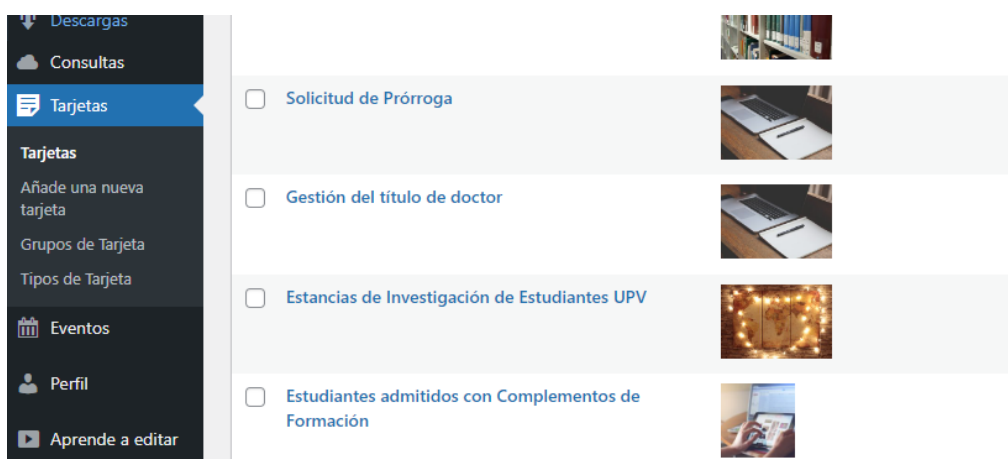 Descargas
Consultas
Tarjetas
Tarjetas
Añade una nueva
tarjeta
Grupos de Tarjeta
Tipos de Tarjeta
Eventos
Perfil
Aprende a editar
Solicitud de Prórroga
Gestión del título de doctor
Estancias de Investigación de Estudiantes UPV
Estudiantes admitidos con Complementos de
Formación